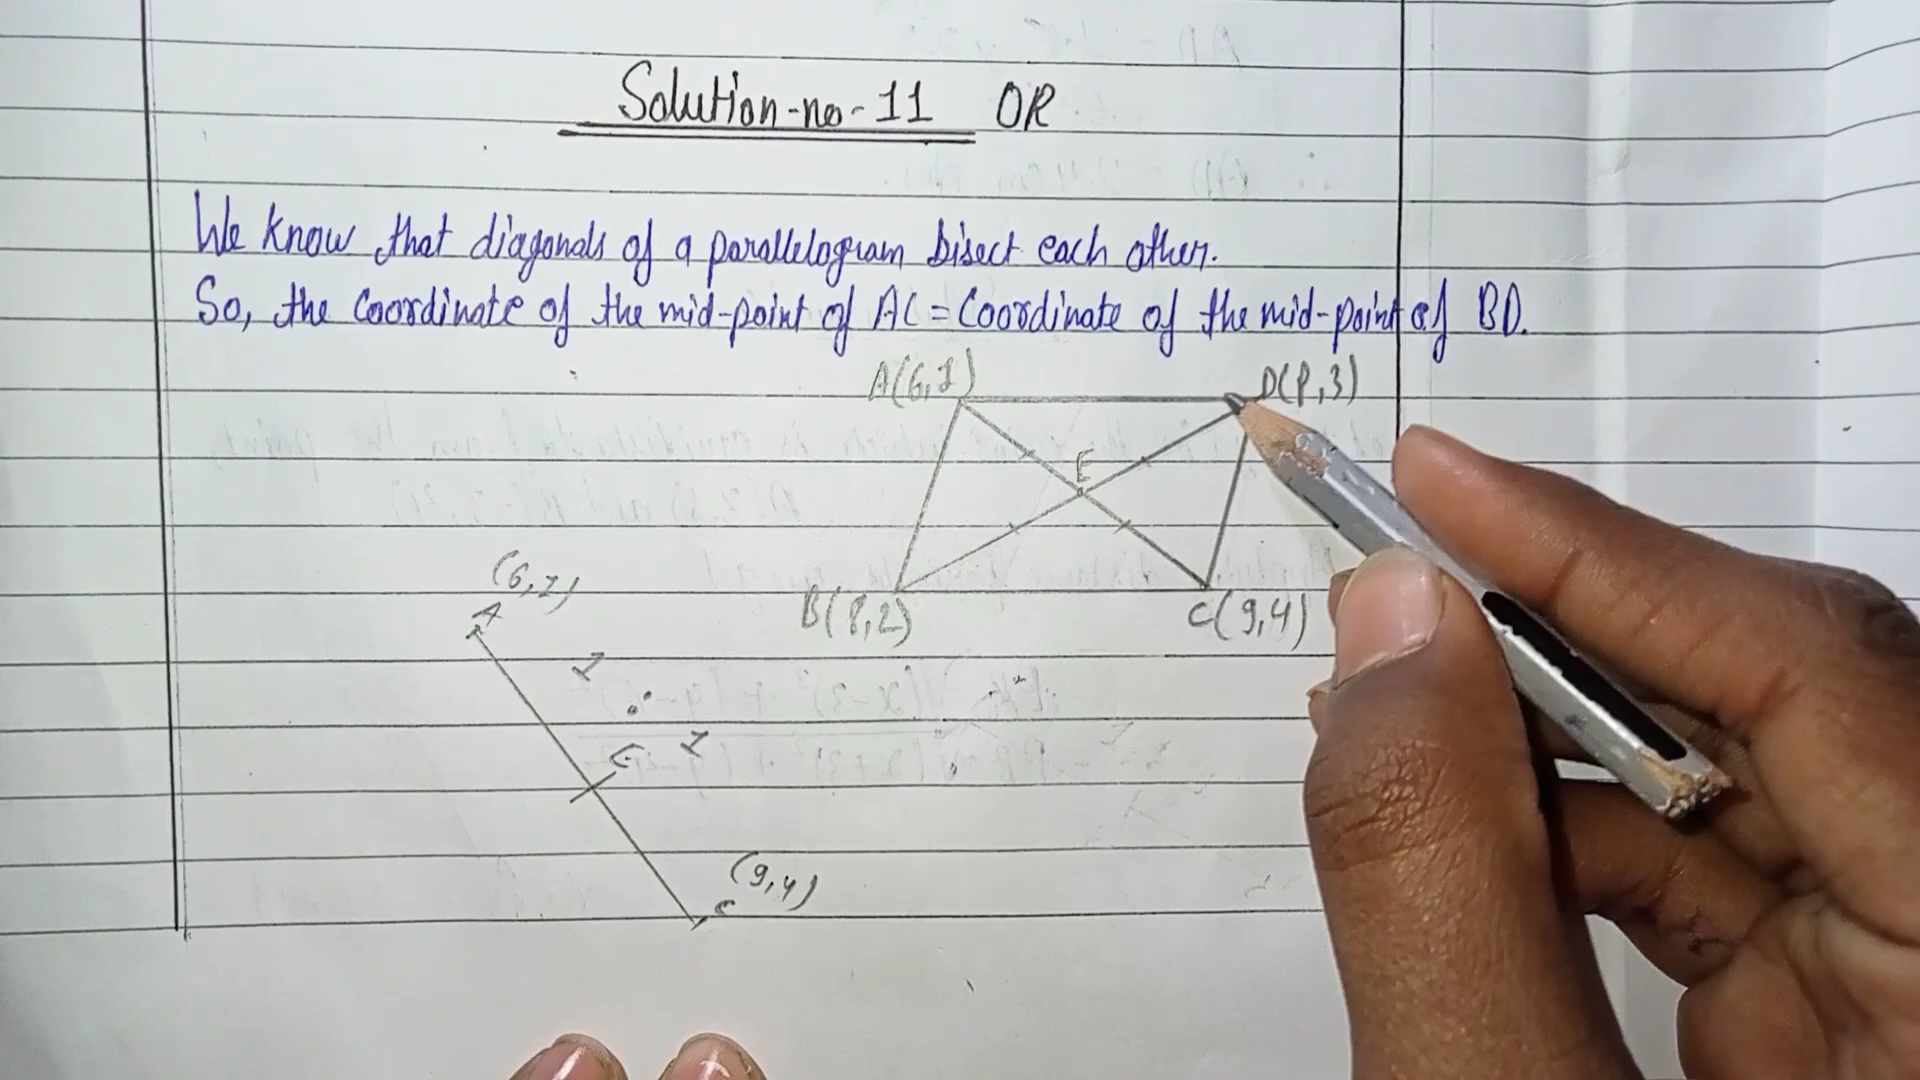 Solution-no-11 OR
We know that diagonals of a parallelogram bisect each other.
So, the coordinate of the mid-point of AC = Coordinate of the mid-point of BD.
A(6,1) D(P,3)
E
B(8,2) C(9,4)
(6,1)
A
1
E 1
(9,4)
C